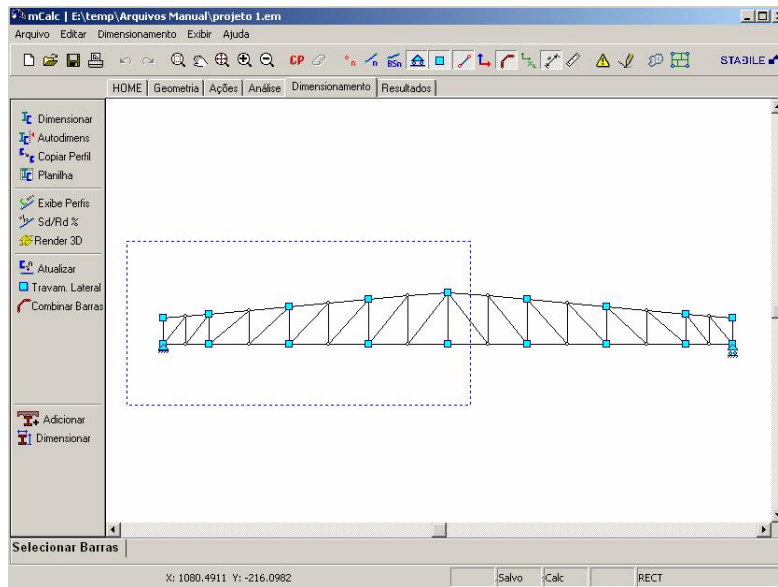 mCalc | E:\temp\Arquivos Manual\projeto 1.em
Arquivo Editar Dimensionamento Exibir Ajuda
CP n n BSn STABILE
HOME Geometria Ações Análise Dimensionamento Resultados
Dimensionar
Autodimens
Copiar Perfil
Planilha
Exibe Perfis
Sd/Rd %
Render 3D
Atualizar
Travam. Lateral
Combinar Barras
Adicionar
Dimensionar
Selecionar Barras
X: 1080.4911 Y: -216.0982 Salvo Calc RECT